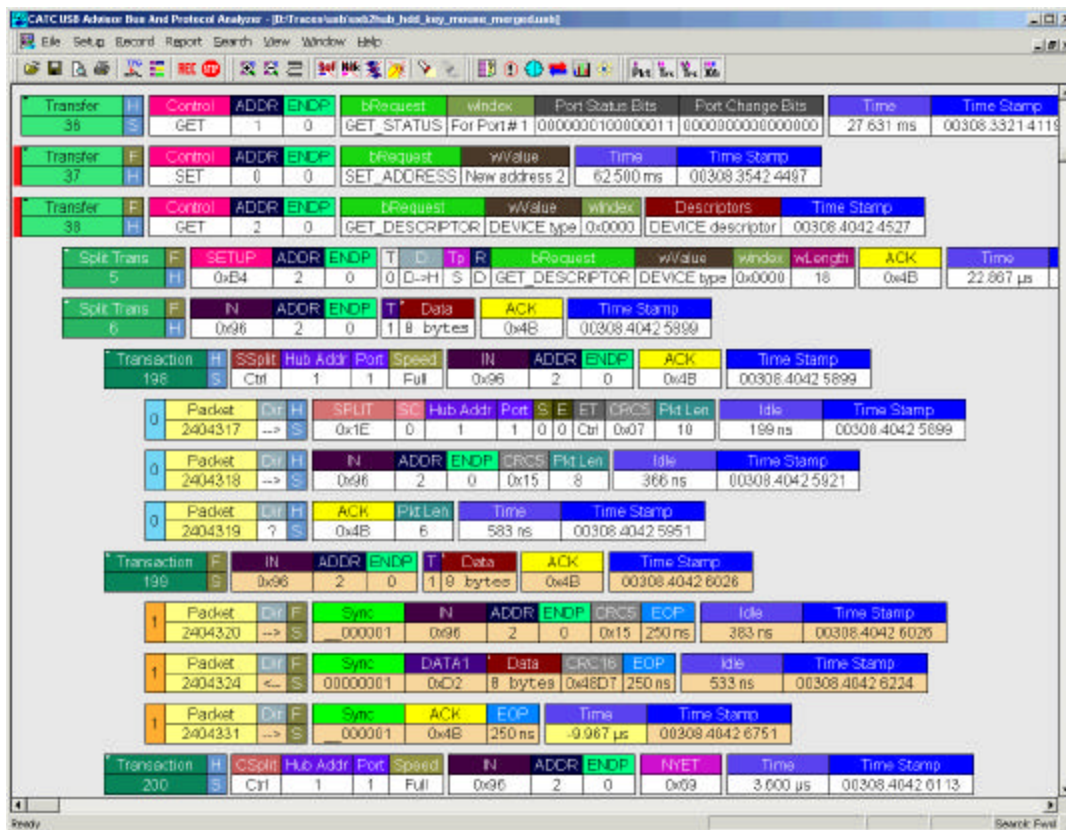 CATC USB Advisor Bus And Protocol Analyzer - [D:/Traces/usb/usb2hub_hdd_key_mouse_merged.usb]
File Setup Record Report Search View Window Help
Transfer H Control ADDR ENDP bRequest wIndex Port Status Bits Port Change Bits Time Time Stamp
36 S GET 1 0 GET_STATUS For Port# 1 0000000100000011 0000000000000000 27.631 ms 00308.3321 4119
Transfer F Control ADDR ENDP bRequest wValue Time Time Stamp
37 H SET 0 0 SET_ADDRESS New address 2 62.500 ms 00308.3542 4497
Transfer F Control ADDR ENDP bRequest wValue wIndex Descriptors Time Stamp
38 H GET 2 0 GET_DESCRIPTOR DEVICE type 0x0000 DEVICE descriptor 00308.4042 4527
Split Trans F SETUP ADDR ENDP T D Tp R bRequest wValue wIndex wLength ACK Time
5 H 0xB4 2 0 0 D->H S D GET_DESCRIPTOR DEVICE type 0x0000 18 0x4B 22.867 µs
Split Trans F IN ADDR ENDP T Data ACK Time Stamp
6 H 0x96 2 0 1 8 bytes 0x4B 00308.4042 5899
Transaction H SSplit Hub Addr Port Speed IN ADDR ENDP ACK Time Stamp
198 S Ctrl 1 1 Full 0x96 2 0 0x4B 00308.4042 5899
0 Packet Dir H SPLIT SC Hub Addr Port S E ET CRC5 Pkt Len Idle Time Stamp
2404317 --> S 0x1E 0 1 1 0 0 Ctrl 0x07 10 199 ns 00308.4042 5899
0 Packet Dir H IN ADDR ENDP CRC5 Pkt Len Idle Time Stamp
2404318 --> S 0x96 2 0 0x15 8 366 ns 00308.4042 5921
0 Packet Dir H ACK Pkt Len Time Time Stamp
2404319 ? S 0x4B 6 583 ns 00308.4042 5951
Transaction F IN ADDR ENDP T Data ACK Time Stamp
199 S 0x96 2 0 1 8 bytes 0x4B 00308.4042 6026
1 Packet Dir F Sync IN ADDR ENDP CRC5 EOP Idle Time Stamp
2404320 --> S __000001 0x96 2 0 0x15 250 ns 383 ns 00308.4042 6026
1 Packet Dir F Sync DATA1 Data CRC16 EOP Idle Time Stamp
2404324 <-- S 00000001 0xD2 8 bytes 0x48D7 250 ns 533 ns 00308.4042 6224
1 Packet Dir F Sync ACK EOP Time Time Stamp
2404331 --> S __000001 0x4B 250 ns -9.967 µs 00308.4042 6751
Transaction H CSplit Hub Addr Port Speed IN ADDR ENDP NYET Time Time Stamp
200 S Ctrl 1 1 Full 0x96 2 0 0x69 3.600 µs 00308.4042 6113
Ready Search: Fwd